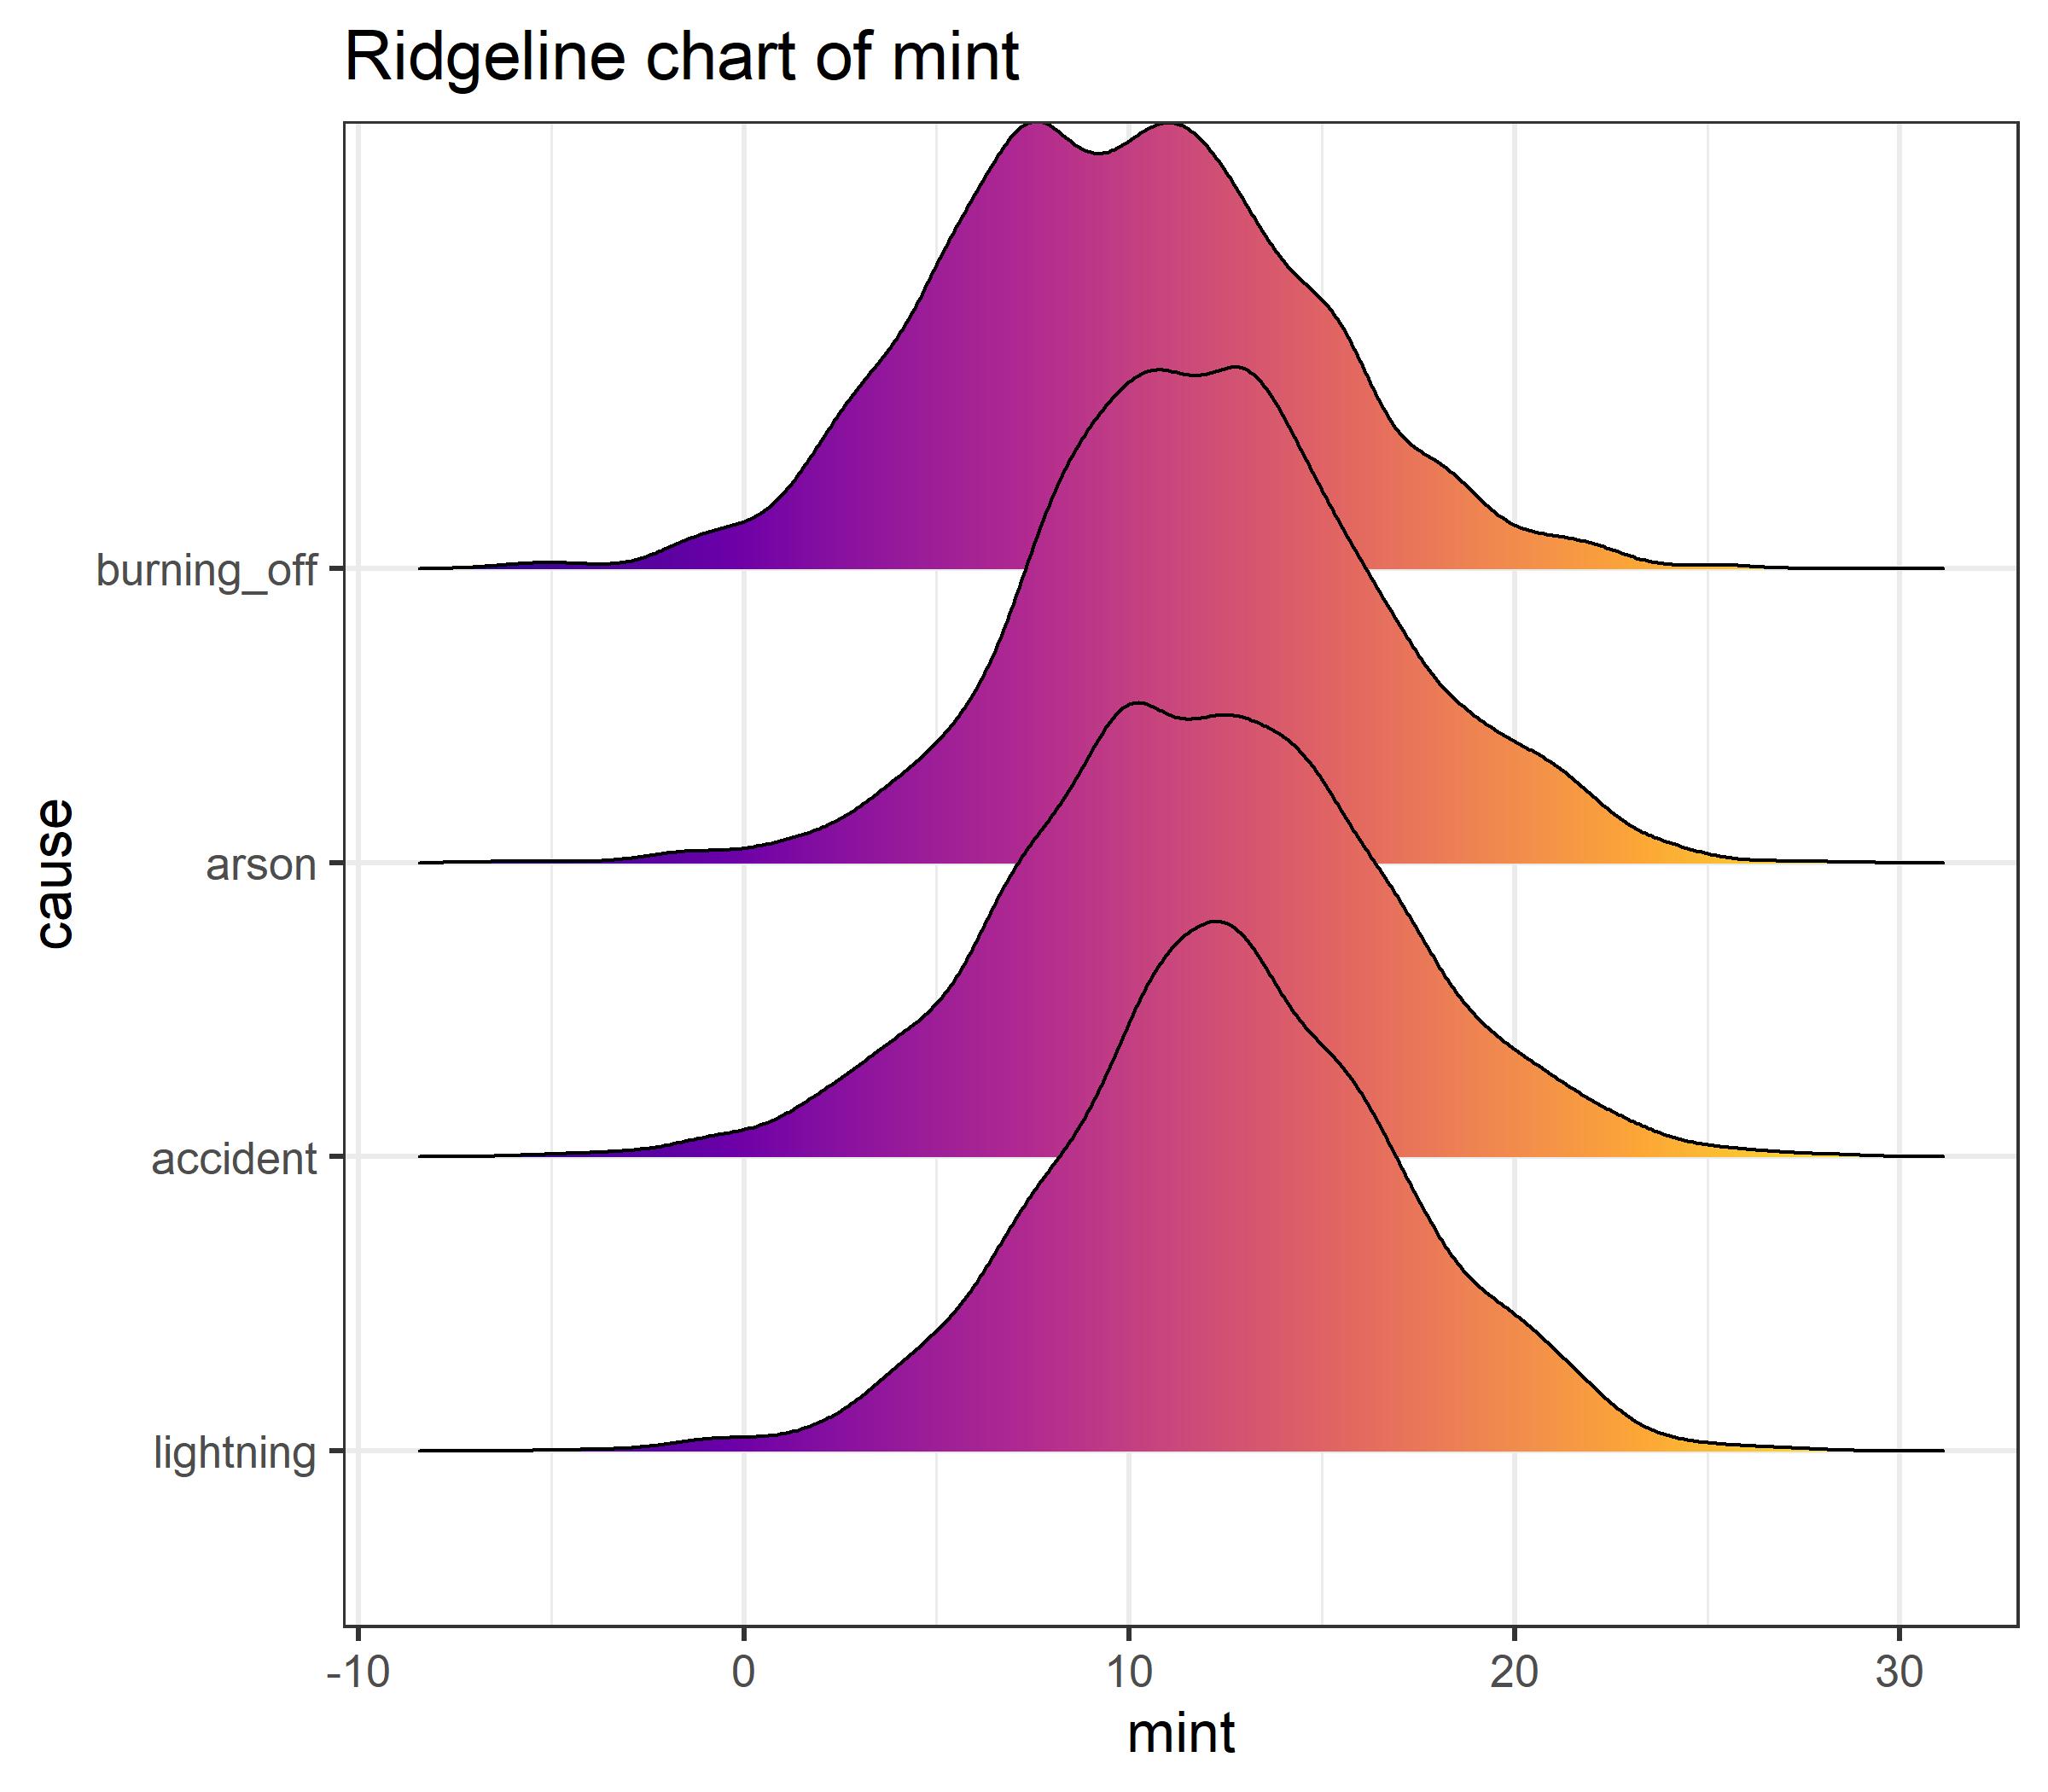 Ridgeline chart of mint
burning_off
arson
accident
lightning
cause
-10 0 10 20 30
mint